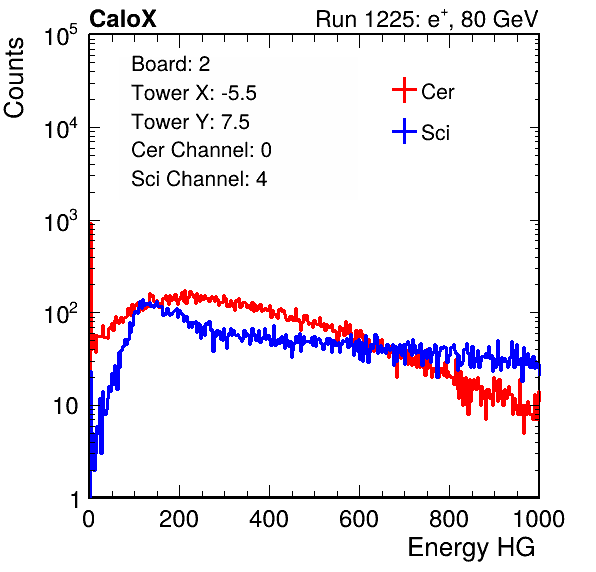 CaloX Run 1225: e⁺, 80 GeV
Counts
Board: 2
Tower X: -5.5
Tower Y: 7.5
Cer Channel: 0
Sci Channel: 4
Cer
Sci
10⁵
10⁴
10³
10²
10
1
0 200 400 600 800 1000
Energy HG